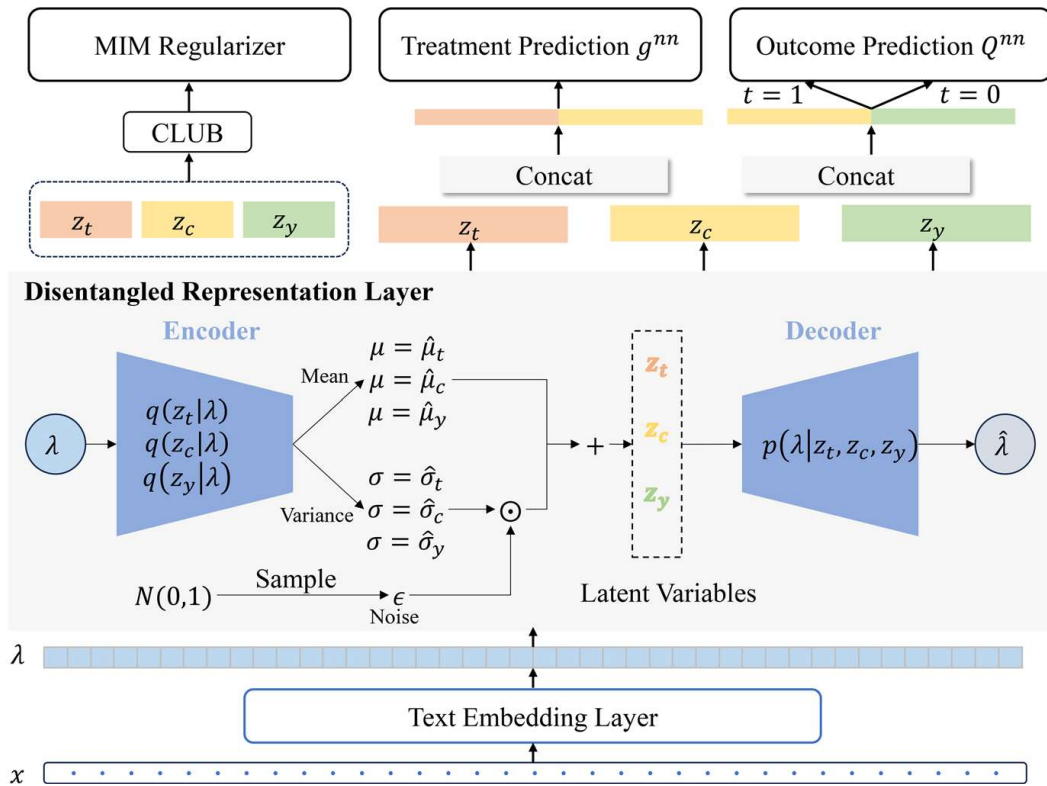 MIM Regularizer
Treatment Prediction gⁿⁿ
Outcome Prediction Qⁿⁿ
t = 1
t = 0
CLUB
Concat
Concat
z_t
z_c
z_y
z_t
z_c
z_y
Disentangled Representation Layer
Encoder
Decoder
μ = μ̂_t
μ = μ̂_c
μ = μ̂_y
Mean
z_t
z_c
z_y
λ
q(z_t|λ)
q(z_c|λ)
q(z_y|λ)
+
p(λ|z_t, z_c, z_y)
λ̂
σ = σ̂_t
σ = σ̂_c
σ = σ̂_y
Variance
⊙
N(0,1)
Sample
ϵ
Noise
Latent Variables
λ
Text Embedding Layer
x